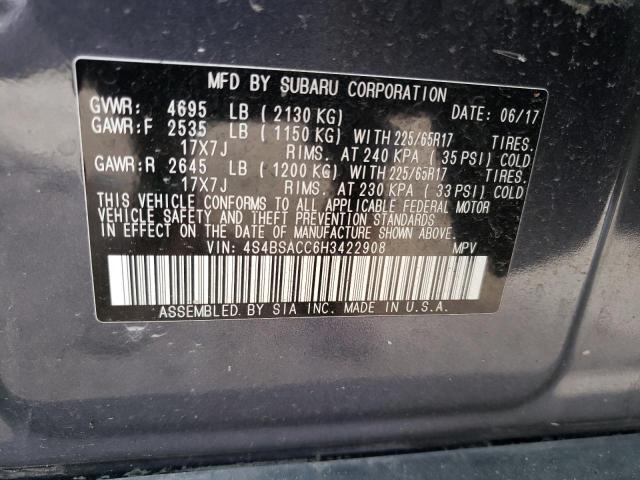 MFD BY SUBARU CORPORATION
GVWR: 4695 LB ( 2130 KG) DATE: 06/17
GAWR:F 2535 LB ( 1150 KG) WITH 225/65R17 TIRES.
17X7J RIMS. AT 240 KPA ( 35 PSI) COLD
GAWR:R 2645 LB ( 1200 KG) WITH 225/65R17 TIRES.
17X7J RIMS. AT 230 KPA ( 33 PSI) COLD
THIS VEHICLE CONFORMS TO ALL APPLICABLE FEDERAL MOTOR
VEHICLE SAFETY AND THEFT PREVENTION STANDARDS
IN EFFECT ON THE DATE OF MANUFACTURE SHOWN ABOVE.
VIN: 4S4BSACC6H3422908 MPV
ASSEMBLED BY SIA INC. MADE IN U.S.A.